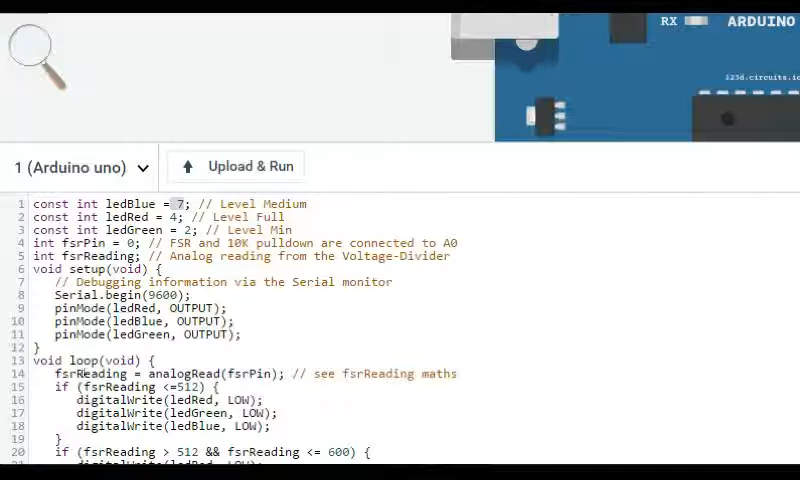 RX ARDUINO
123d.circuits.io
1 (Arduino uno) Upload & Run
1 const int ledBlue = 7; // Level Medium
2 const int ledRed = 4; // Level Full
3 const int ledGreen = 2; // Level Min
4 int fsrPin = 0; // FSR and 10K pulldown are connected to A0
5 int fsrReading; // Analog reading from the Voltage-Divider
6 void setup(void) {
7 // Debugging information via the Serial monitor
8 Serial.begin(9600);
9 pinMode(ledRed, OUTPUT);
10 pinMode(ledBlue, OUTPUT);
11 pinMode(ledGreen, OUTPUT);
12 }
13 void loop(void) {
14 fsrReading = analogRead(fsrPin); // see fsrReading maths
15 if (fsrReading <=512) {
16 digitalWrite(ledRed, LOW);
17 digitalWrite(ledGreen, LOW);
18 digitalWrite(ledBlue, LOW);
19 }
20 if (fsrReading > 512 && fsrReading <= 600) {
21 digitalWrite(ledRed, LOW)